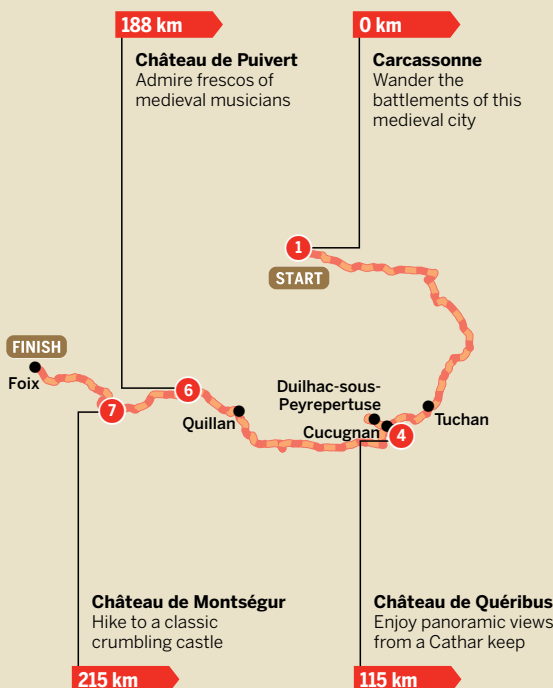 188 km
Château de Puivert
Admire frescos of
medieval musicians
0 km
Carcassonne
Wander the
battlements of this
medieval city
1
START
FINISH
Foix
7
6
Quillan
Duilhac-sous-
Peyrepertuse
Cucugnan
4
Tuchan
Château de Montségur
Hike to a classic
crumbling castle
215 km
Château de Quéribus
Enjoy panoramic views
from a Cathar keep
115 km